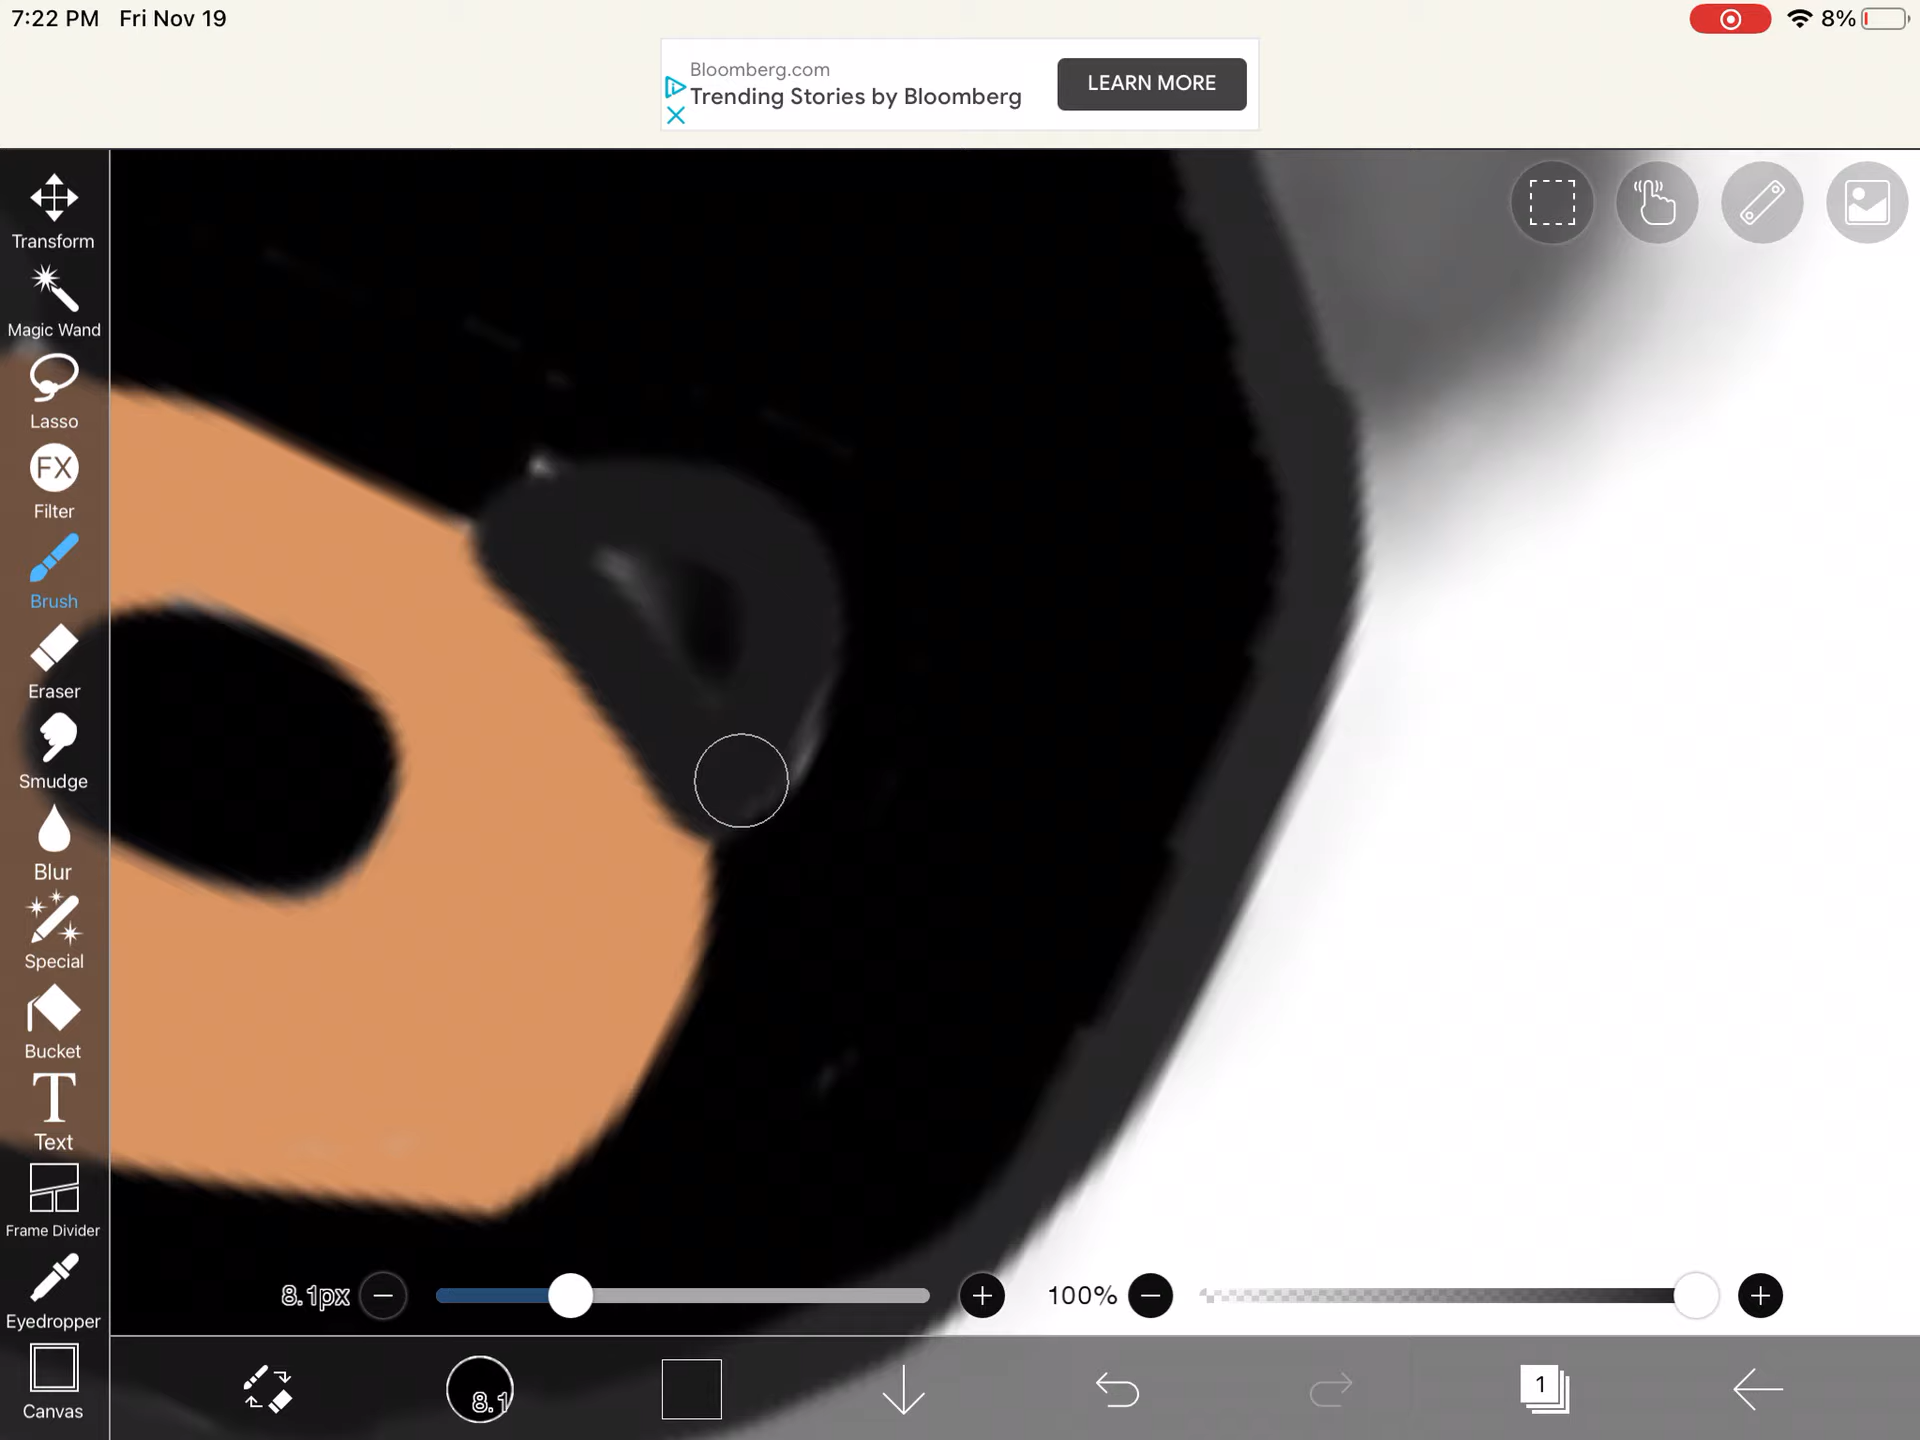 7:22 PM Fri Nov 19
8%
Bloomberg.com
Trending Stories by Bloomberg
LEARN MORE
Transform
Magic Wand
Lasso
FX
Filter
Brush
Eraser
Smudge
Blur
Special
Bucket
T
Text
Frame Divider
Eyedropper
Canvas
8.1px
100%
8.1
1